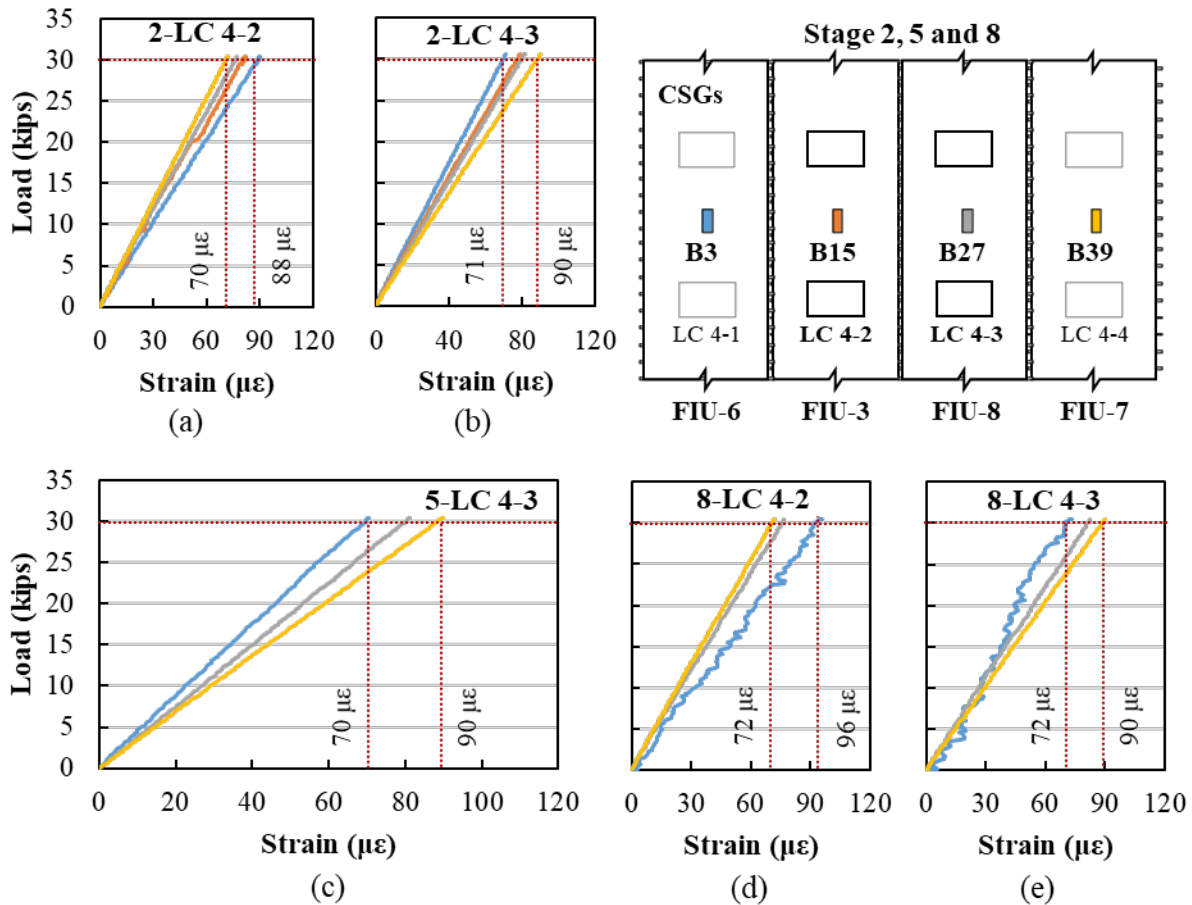 2-LC 4-2
Load (kips)
35
30
25
20
15
10
5
0
70 με
88 με
0 30 60 90 120
Strain (με)
(a)
2-LC 4-3
71 με
90 με
0 40 80 120
Strain (με)
(b)
Stage 2, 5 and 8
CSGs
B3 B15 B27 B39
LC 4-1 LC 4-2 LC 4-3 LC 4-4
FIU-6 FIU-3 FIU-8 FIU-7
5-LC 4-3
Load (kips)
35
30
25
20
15
10
5
0
70 με
90 με
0 20 40 60 80 100 120
Strain (με)
(c)
8-LC 4-2
72 με
96 με
0 30 60 90 120
Strain (με)
(d)
8-LC 4-3
72 με
90 με
0 30 60 90 120
Strain (με)
(e)